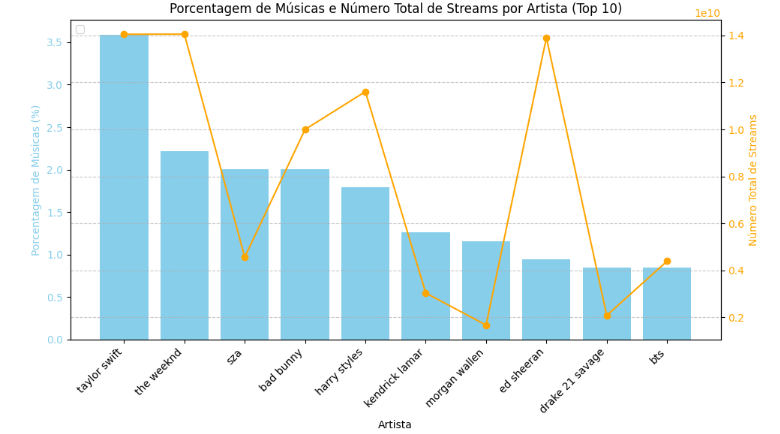 Porcentagem de Músicas e Número Total de Streams por Artista (Top 10)
1e10
3.5
3.0
2.5
2.0
1.5
1.0
0.5
0.0
Porcentagem de Músicas (%)
1.4
1.2
1.0
0.8
0.6
0.4
0.2
Número Total de Streams
taylor swift
the weeknd
sza
bad bunny
harry styles
kendrick lamar
morgan wallen
ed sheeran
drake 21 savage
bts
Artista